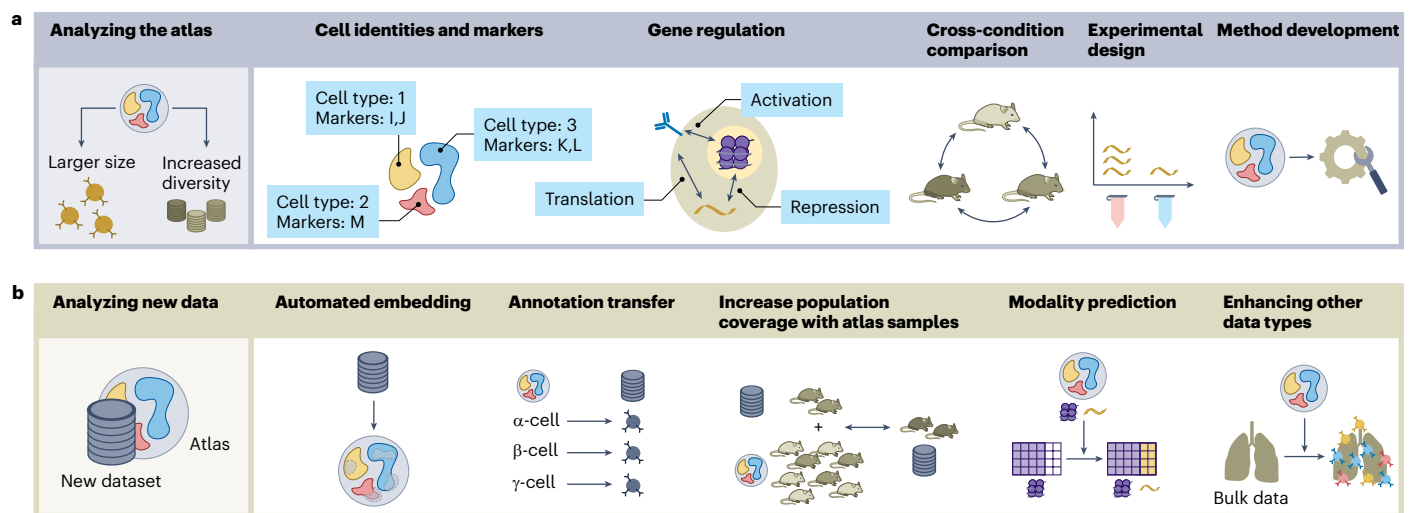 a
Analyzing the atlas
Cell identities and markers
Gene regulation
Cross-condition
comparison
Experimental
design
Method development
Larger size
Increased
diversity
Cell type: 1
Markers: I,J
Cell type: 3
Markers: K,L
Cell type: 2
Markers: M
Activation
Translation
Repression
b
Analyzing new data
Automated embedding
Annotation transfer
Increase population
coverage with atlas samples
Modality prediction
Enhancing other
data types
Atlas
New dataset
α-cell
β-cell
γ-cell
+
Bulk data